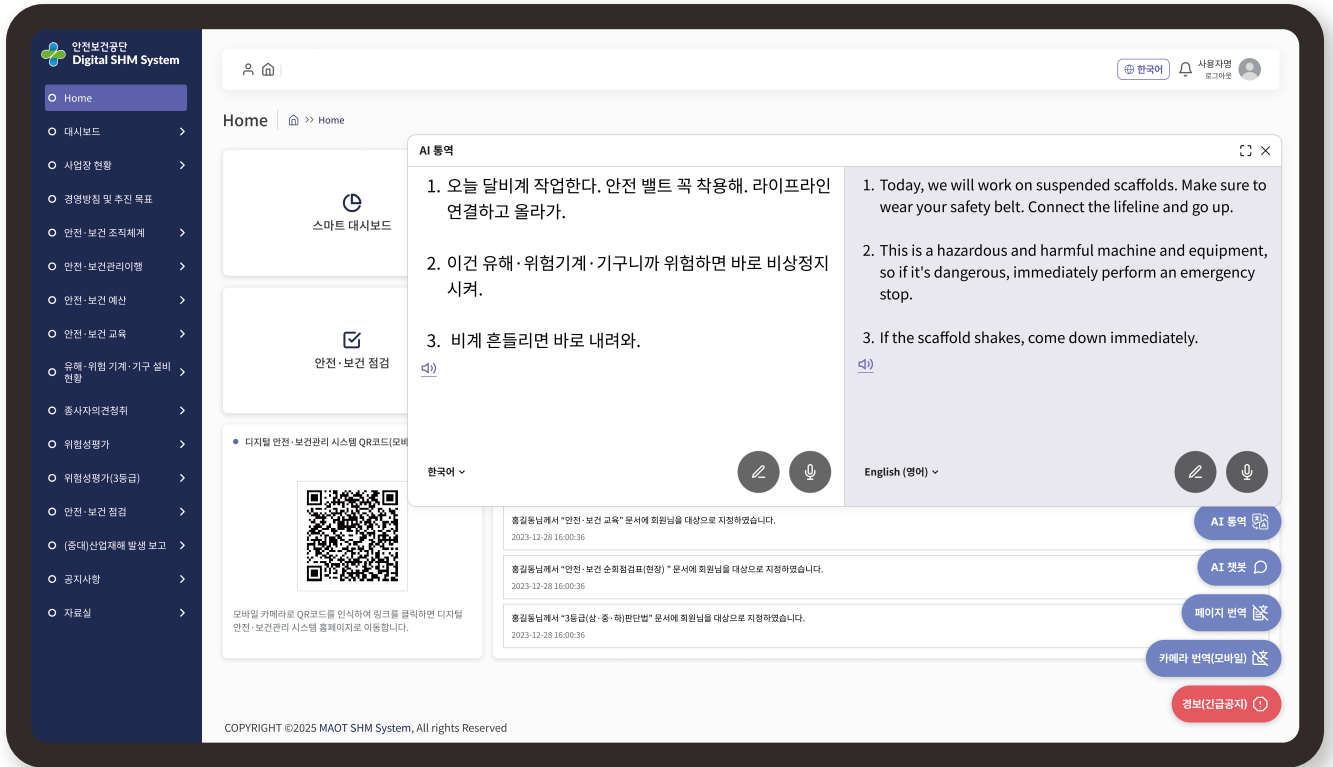 안전보건공단
Digital SHM System
Home
대시보드
사업장 현황
경영방침 및 추진 목표
안전·보건 조직체계
안전·보건관리이행
안전·보건 예산
안전·보건 교육
유해·위험 기계·기구 설비
현황
종사자의견청취
위험성평가
위험성평가(3등급)
안전·보건 점검
(중대)산업재해 발생 보고
공지사항
자료실
한국어
사용자명
로그아웃
Home
>> Home
스마트 대시보드
안전·보건 점검
AI 통역
1. 오늘 달비계 작업한다. 안전 밸트 꼭 착용해. 라이프라인
연결하고 올라가.
2. 이건 유해·위험기계·기구니까 위험하면 바로 비상정지
시켜.
3. 비계 흔들리면 바로 내려와.
한국어
1. Today, we will work on suspended scaffolds. Make sure to
wear your safety belt. Connect the lifeline and go up.
2. This is a hazardous and harmful machine and equipment,
so if it's dangerous, immediately perform an emergency
stop.
3. If the scaffold shakes, come down immediately.
English (영어)
디지털 안전·보건관리 시스템 QR코드(모바
모바일 카메라로 QR코드를 인식하여 링크를 클릭하면 디지털
안전·보건관리 시스템 홈페이지로 이동합니다.
홍길동님께서 “안전·보건 교육” 문서에 회원님을 대상으로 지정하였습니다.
2023-12-28 16:00:36
홍길동님께서 “안전·보건 순회점검표(현장) ” 문서에 회원님을 대상으로 지정하였습니다.
2023-12-28 16:00:36
홍길동님께서 “3등급(상·중·하)판단법” 문서에 회원님을 대상으로 지정하였습니다.
2023-12-28 16:00:36
AI 통역
AI 챗봇
페이지 번역
카메라 번역(모바일)
경보(긴급공지)
COPYRIGHT ©2025 MAOT SHM System, All rights Reserved